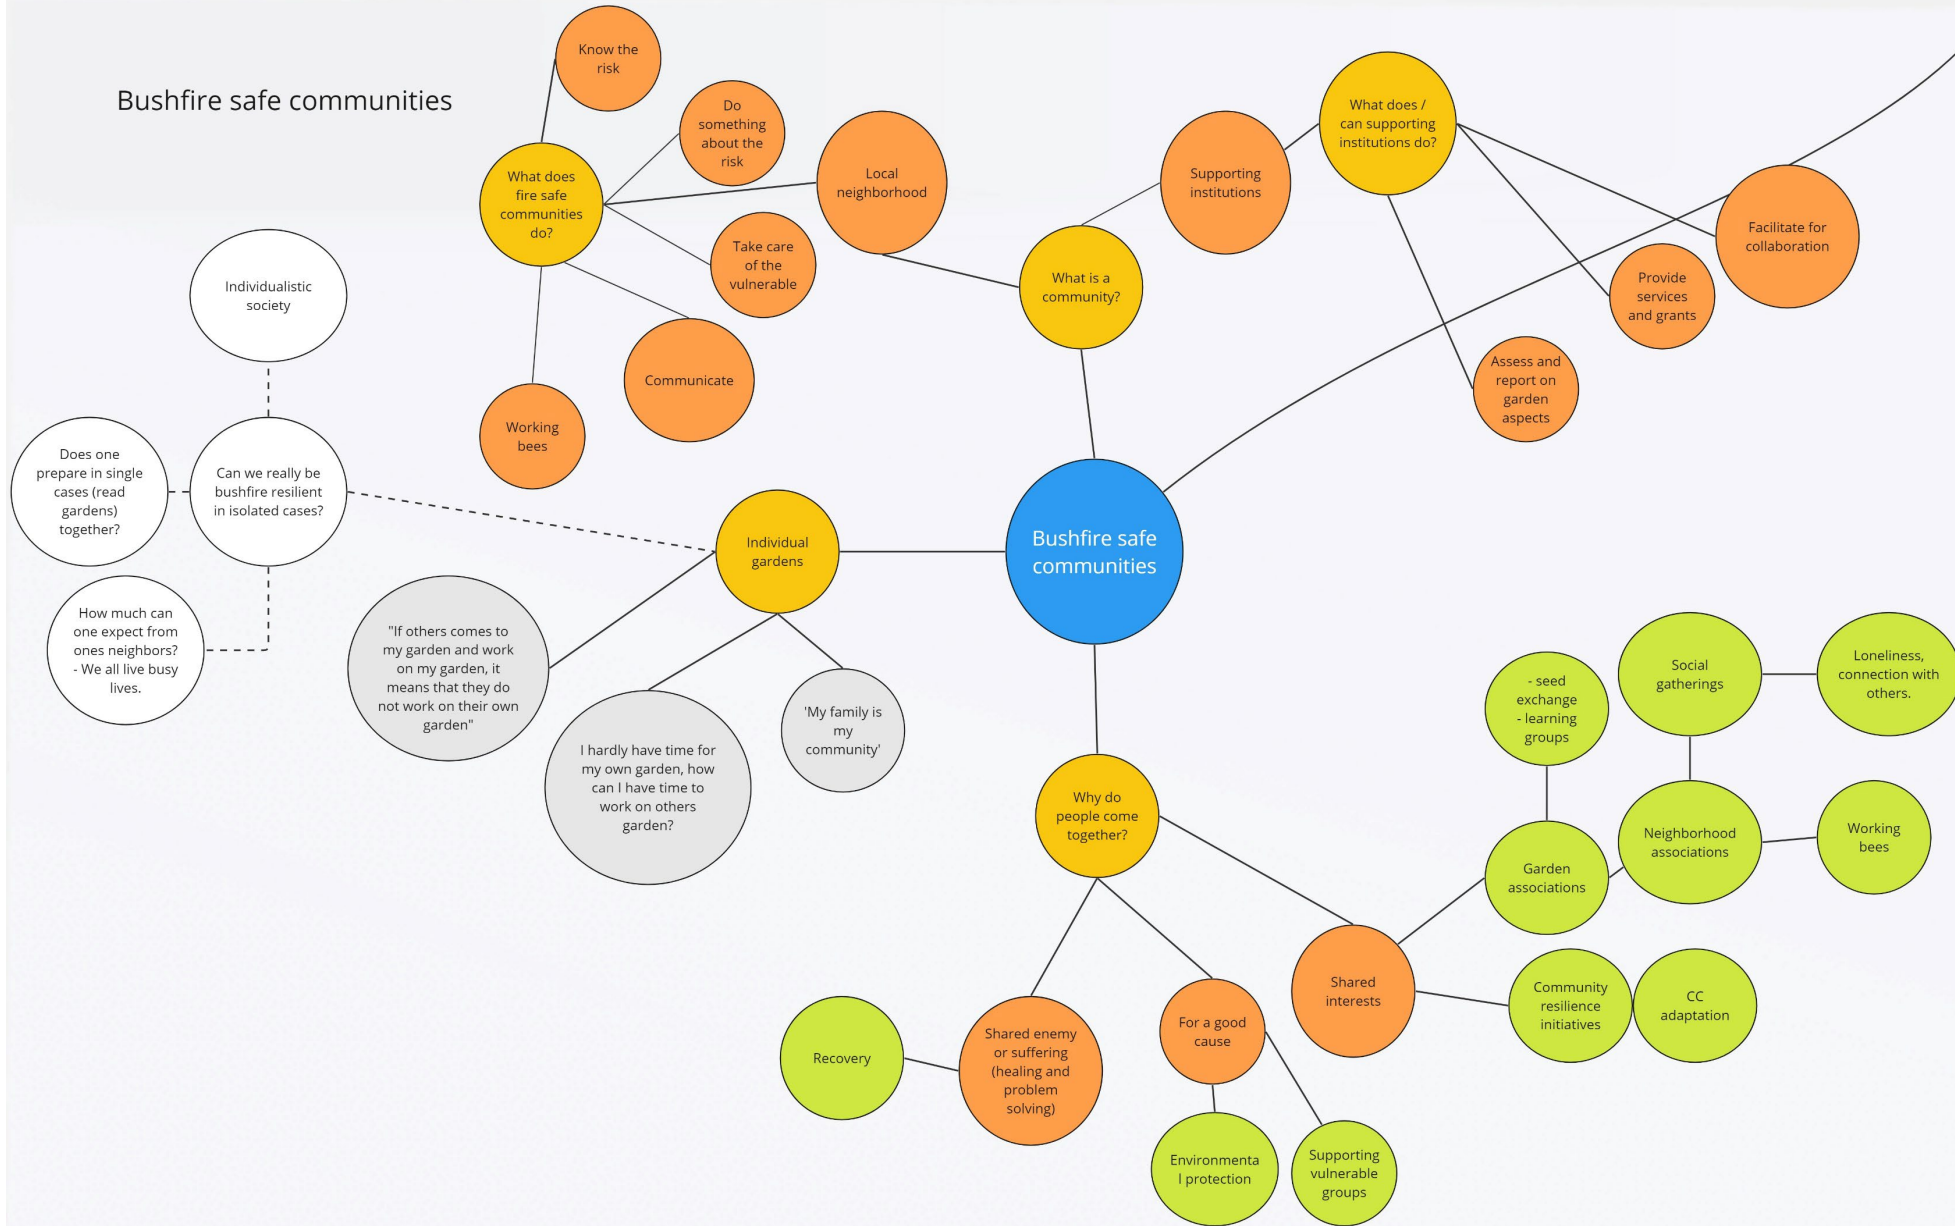 Bushfire safe communities
Know the
risk
Do
something
about the
risk
What does
fire safe
communities
do?
Local
neighborhood
Take care
of the
vulnerable
Communicate
Working
bees
What is a
community?
Supporting
institutions
What does /
can supporting
institutions do?
Facilitate for
collaboration
Provide
services
and grants
Assess and
report on
garden
aspects
Individualistic
society
Does one
prepare in single
cases (read
gardens)
together?
Can we really be
bushfire resilient
in isolated cases?
How much can
one expect from
ones neighbors?
- We all live busy
lives.
Individual
gardens
Bushfire safe
communities
"If others comes to
my garden and work
on my garden, it
means that they do
not work on their own
garden"
I hardly have time for
my own garden, how
can I have time to
work on others
garden?
'My family is
my
community'
Why do
people come
together?
- seed
exchange
- learning
groups
Social
gatherings
Loneliness,
connection with
others.
Garden
associations
Neighborhood
associations
Working
bees
Shared
interests
Community
resilience
initiatives
CC
adaptation
Recovery
Shared enemy
or suffering
(healing and
problem
solving)
For a good
cause
Environmenta
l protection
Supporting
vulnerable
groups